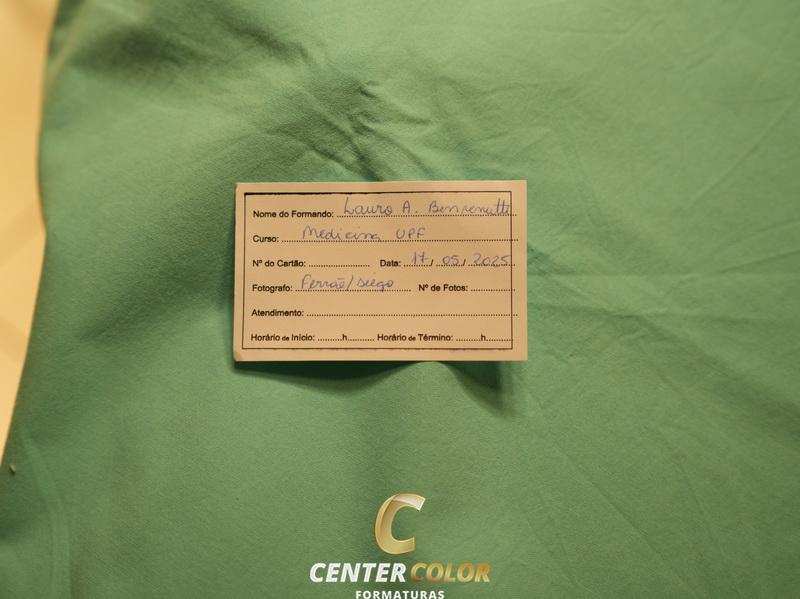 Nome do Formando: Lauro A. Benvenutti
Curso: Medicina UPF
Nº do Cartão: Data: 17/05/2025
Fotografo: Ferrão/Diego Nº de Fotos:
Atendimento:
Horário de Início: h Horário de Término: h
C
CENTER COLOR
FORMATURAS